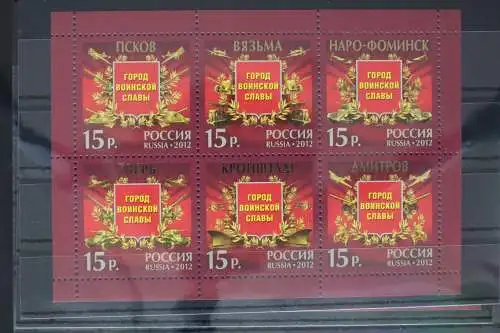 ПСКОВ
ГОРОД
ВОИНСКОЙ
СЛАВЫ
15 Р.
РОССИЯ
RUSSIA • 2012
ВЯЗЬМА
ГОРОД
ВОИНСКОЙ
СЛАВЫ
15 Р.
РОССИЯ
RUSSIA • 2012
НАРО-ФОМИНСК
ГОРОД
ВОИНСКОЙ
СЛАВЫ
15 Р.
РОССИЯ
RUSSIA • 2012
ГОРОД
ВОИНСКОЙ
СЛАВЫ
15 Р.
РОССИЯ
RUSSIA • 2012
КРОНШТАДТ
ГОРОД
ВОИНСКОЙ
СЛАВЫ
15 Р.
РОССИЯ
RUSSIA • 2012
ДМИТРОВ
ГОРОД
ВОИНСКОЙ
СЛАВЫ
15 Р.
РОССИЯ
RUSSIA • 2012